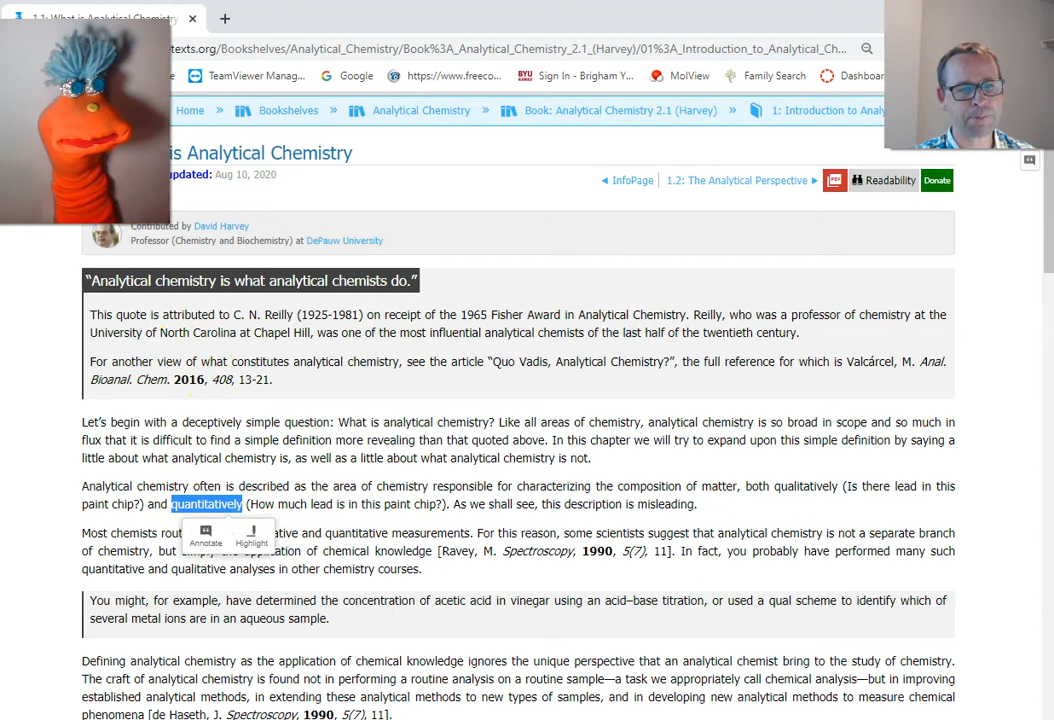 1.1: What is Analytical Chemistry
texts.org/Bookshelves/Analytical_Chemistry/Book%3A_Analytical_Chemistry_2.1_(Harvey)/01%3A_Introduction_to_Analytical_Ch...
TeamViewer Manag... Google https://www.freeco... BYU Sign In - Brigham Y... MolView Family Search Dashboar
Home » Bookshelves » Analytical Chemistry » Book: Analytical Chemistry 2.1 (Harvey) » 1: Introduction to Analy
is Analytical Chemistry
updated: Aug 10, 2020
◄ InfoPage | 1.2: The Analytical Perspective ► PDF Readability Donate
Contributed by David Harvey
Professor (Chemistry and Biochemistry) at DePauw University
“Analytical chemistry is what analytical chemists do.”
This quote is attributed to C. N. Reilly (1925-1981) on receipt of the 1965 Fisher Award in Analytical Chemistry. Reilly, who was a professor of chemistry at the
University of North Carolina at Chapel Hill, was one of the most influential analytical chemists of the last half of the twentieth century.
For another view of what constitutes analytical chemistry, see the article “Quo Vadis, Analytical Chemistry?”, the full reference for which is Valcárcel, M. Anal.
Bioanal. Chem. 2016, 408, 13-21.
Let’s begin with a deceptively simple question: What is analytical chemistry? Like all areas of chemistry, analytical chemistry is so broad in scope and so much in
flux that it is difficult to find a simple definition more revealing than that quoted above. In this chapter we will try to expand upon this simple definition by saying a
little about what analytical chemistry is, as well as a little about what analytical chemistry is not.
Analytical chemistry often is described as the area of chemistry responsible for characterizing the composition of matter, both qualitatively (Is there lead in this
paint chip?) and quantitatively (How much lead is in this paint chip?). As we shall see, this description is misleading.
Annotate Highlight
Most chemists rout ative and quantitative measurements. For this reason, some scientists suggest that analytical chemistry is not a separate branch
of chemistry, but simply the application of chemical knowledge [Ravey, M. Spectroscopy, 1990, 5(7), 11]. In fact, you probably have performed many such
quantitative and qualitative analyses in other chemistry courses.
You might, for example, have determined the concentration of acetic acid in vinegar using an acid–base titration, or used a qual scheme to identify which of
several metal ions are in an aqueous sample.
Defining analytical chemistry as the application of chemical knowledge ignores the unique perspective that an analytical chemist bring to the study of chemistry.
The craft of analytical chemistry is found not in performing a routine analysis on a routine sample—a task we appropriately call chemical analysis—but in improving
established analytical methods, in extending these analytical methods to new types of samples, and in developing new analytical methods to measure chemical
phenomena [de Haseth, J. Spectroscopy, 1990, 5(7), 11].